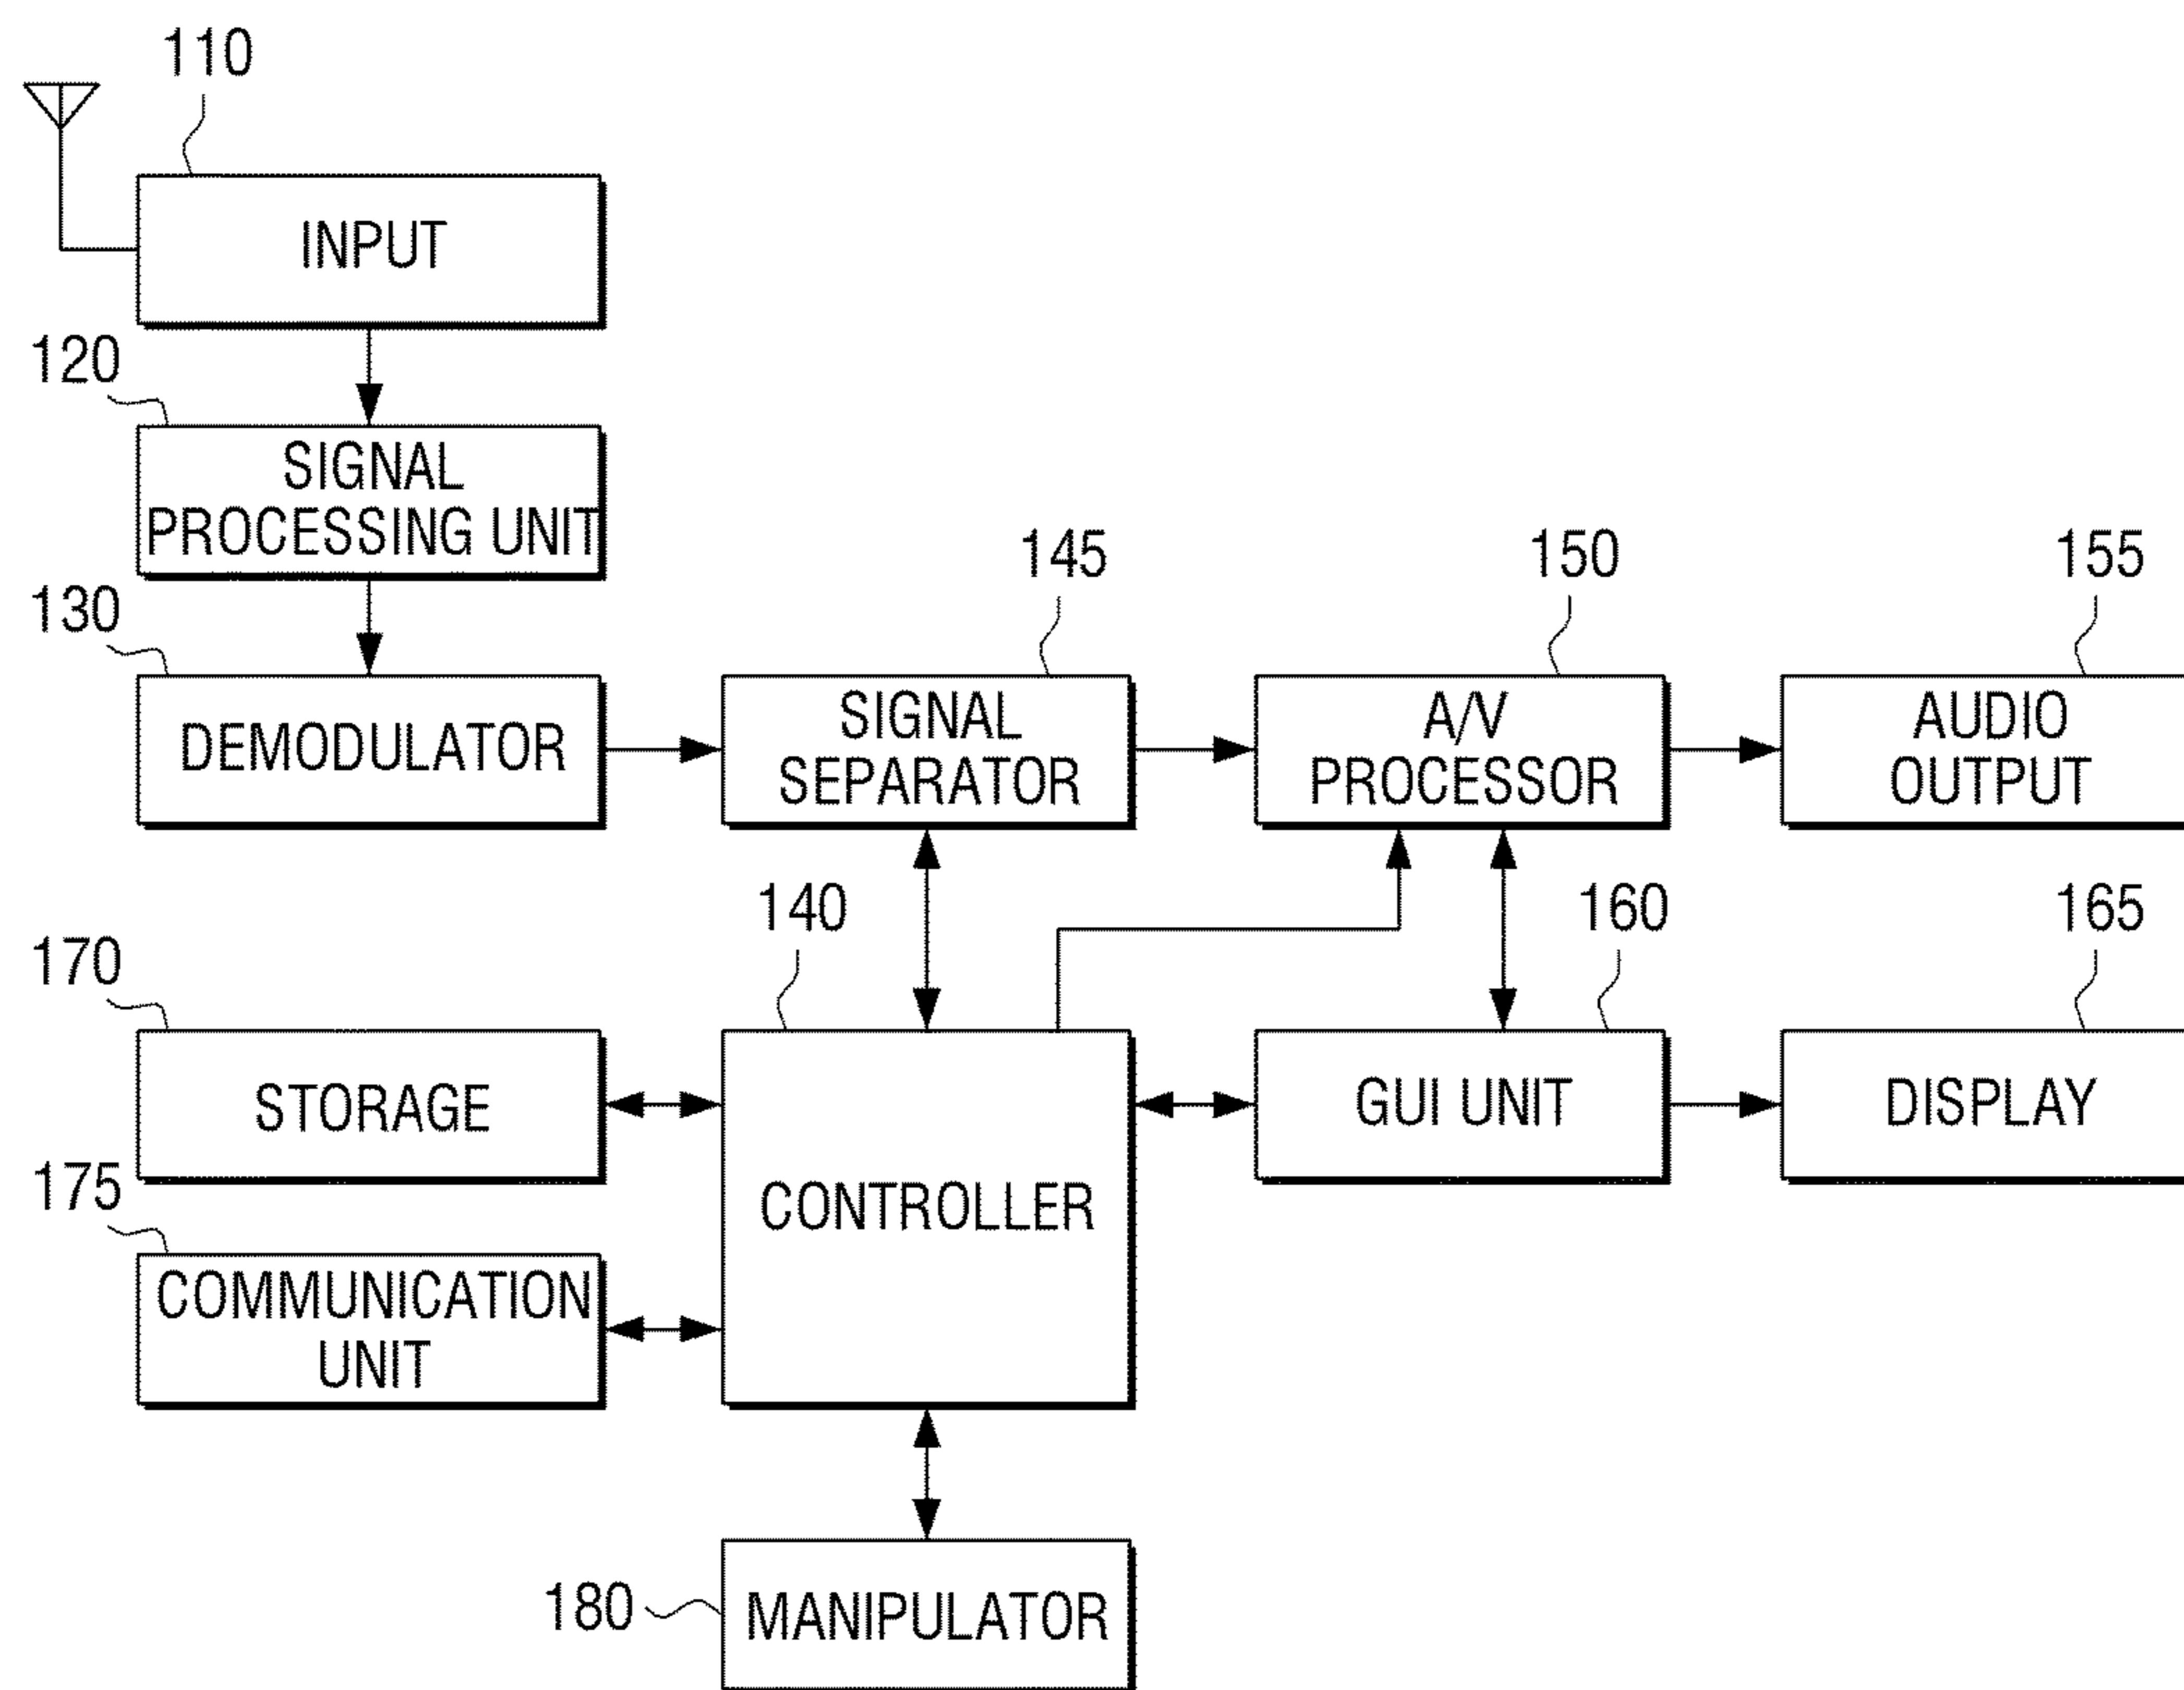 110
INPUT
120
SIGNAL
PROCESSING UNIT
130
DEMODULATOR
145
SIGNAL
SEPARATOR
150
A/V
PROCESSOR
155
AUDIO
OUTPUT
170
STORAGE
140
CONTROLLER
160
GUI UNIT
165
DISPLAY
175
COMMUNICATION
UNIT
180
MANIPULATOR